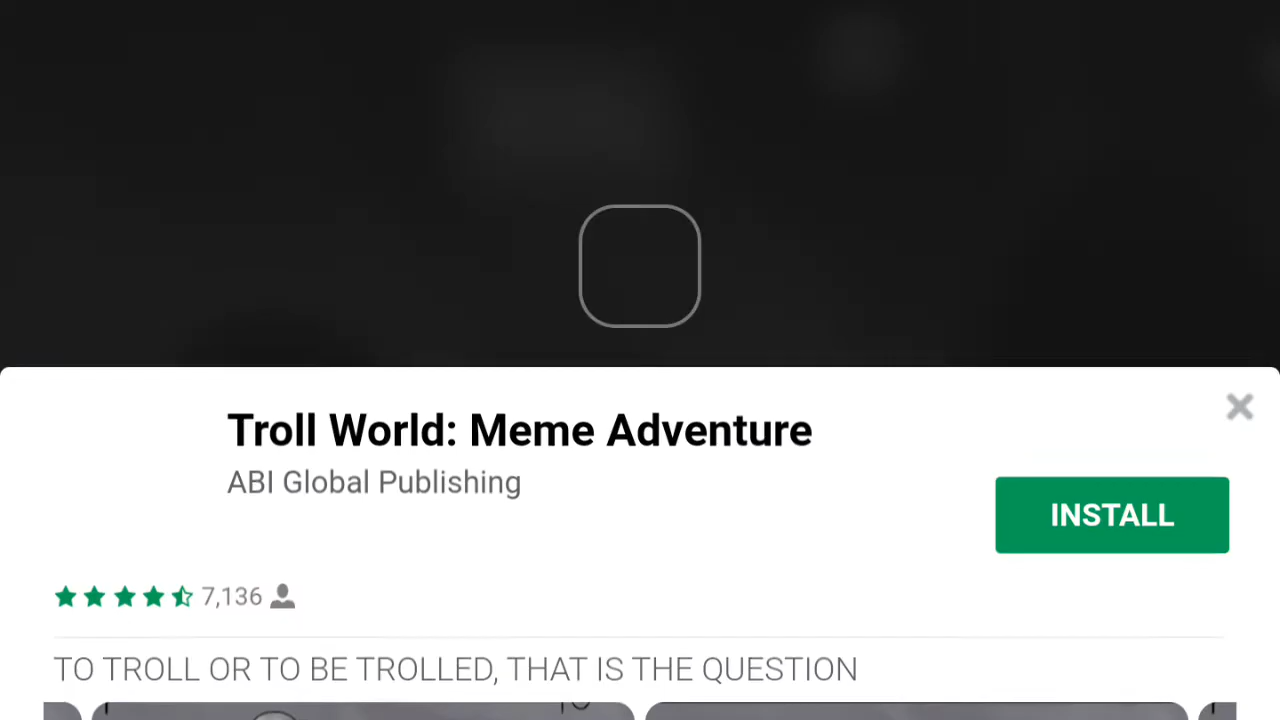 Troll World: Meme Adventure
ABI Global Publishing
INSTALL
7,136
TO TROLL OR TO BE TROLLED, THAT IS THE QUESTION